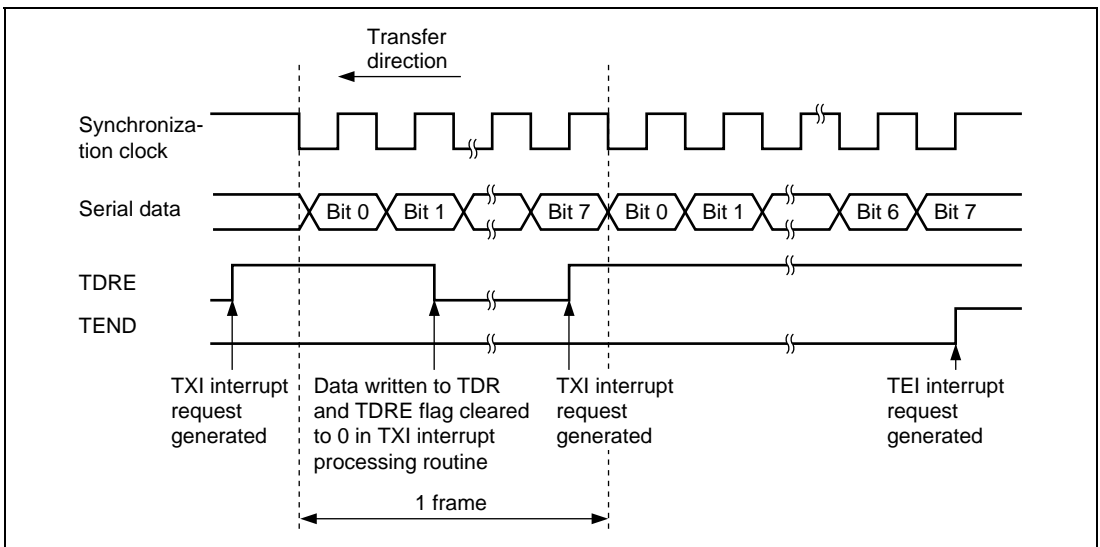 Transfer
direction
Synchroniza-
tion clock
Serial data
Bit 0 Bit 1 Bit 7 Bit 0 Bit 1 Bit 6 Bit 7
TDRE
TEND
TXI interrupt
request
generated
Data written to TDR
and TDRE flag cleared
to 0 in TXI interrupt
processing routine
TXI interrupt
request
generated
TEI interrupt
request
generated
1 frame